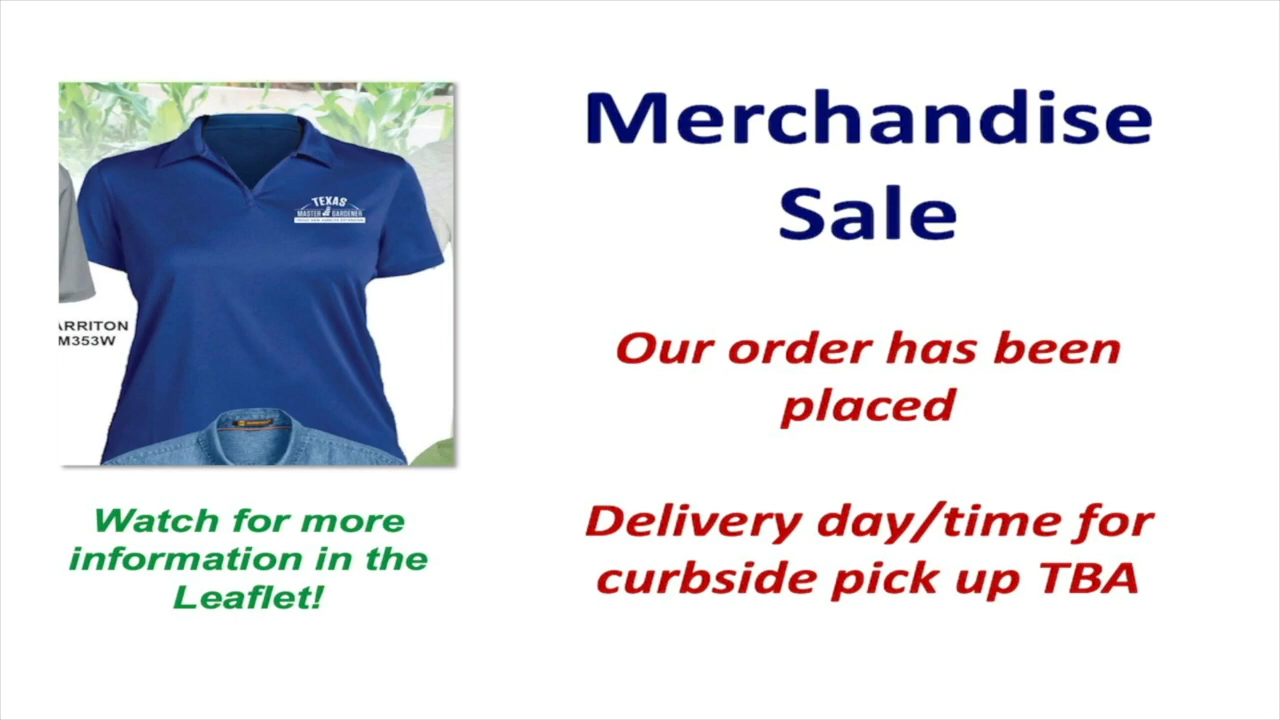 TEXAS
MASTER GARDENER
ARRITON
M353W
Watch for more
information in the
Leaflet!
Merchandise
Sale
Our order has been
placed
Delivery day/time for
curbside pick up TBA